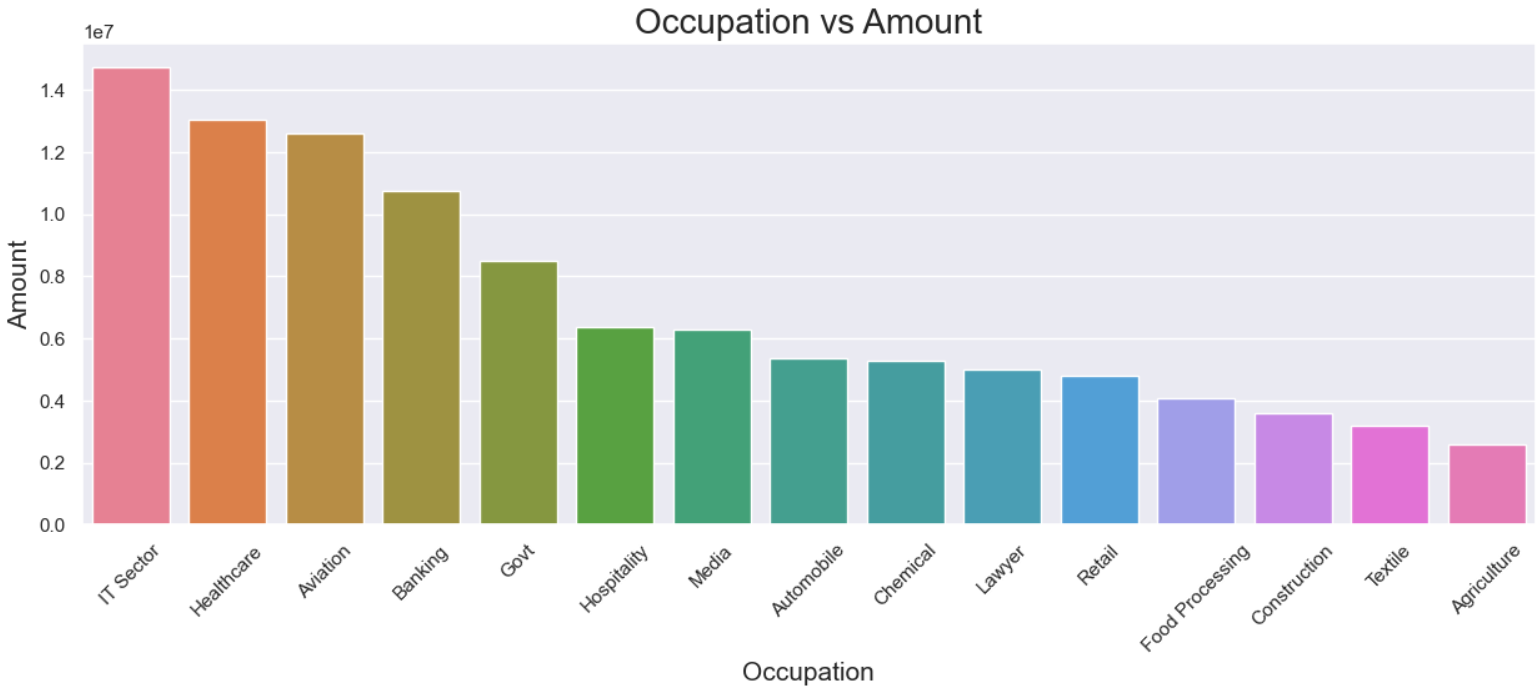 Occupation vs Amount
1e7
1.4
1.2
1.0
0.8
0.6
0.4
0.2
0.0
Amount
IT Sector
Healthcare
Aviation
Banking
Govt
Hospitality
Media
Automobile
Chemical
Lawyer
Retail
Food Processing
Construction
Textile
Agriculture
Occupation